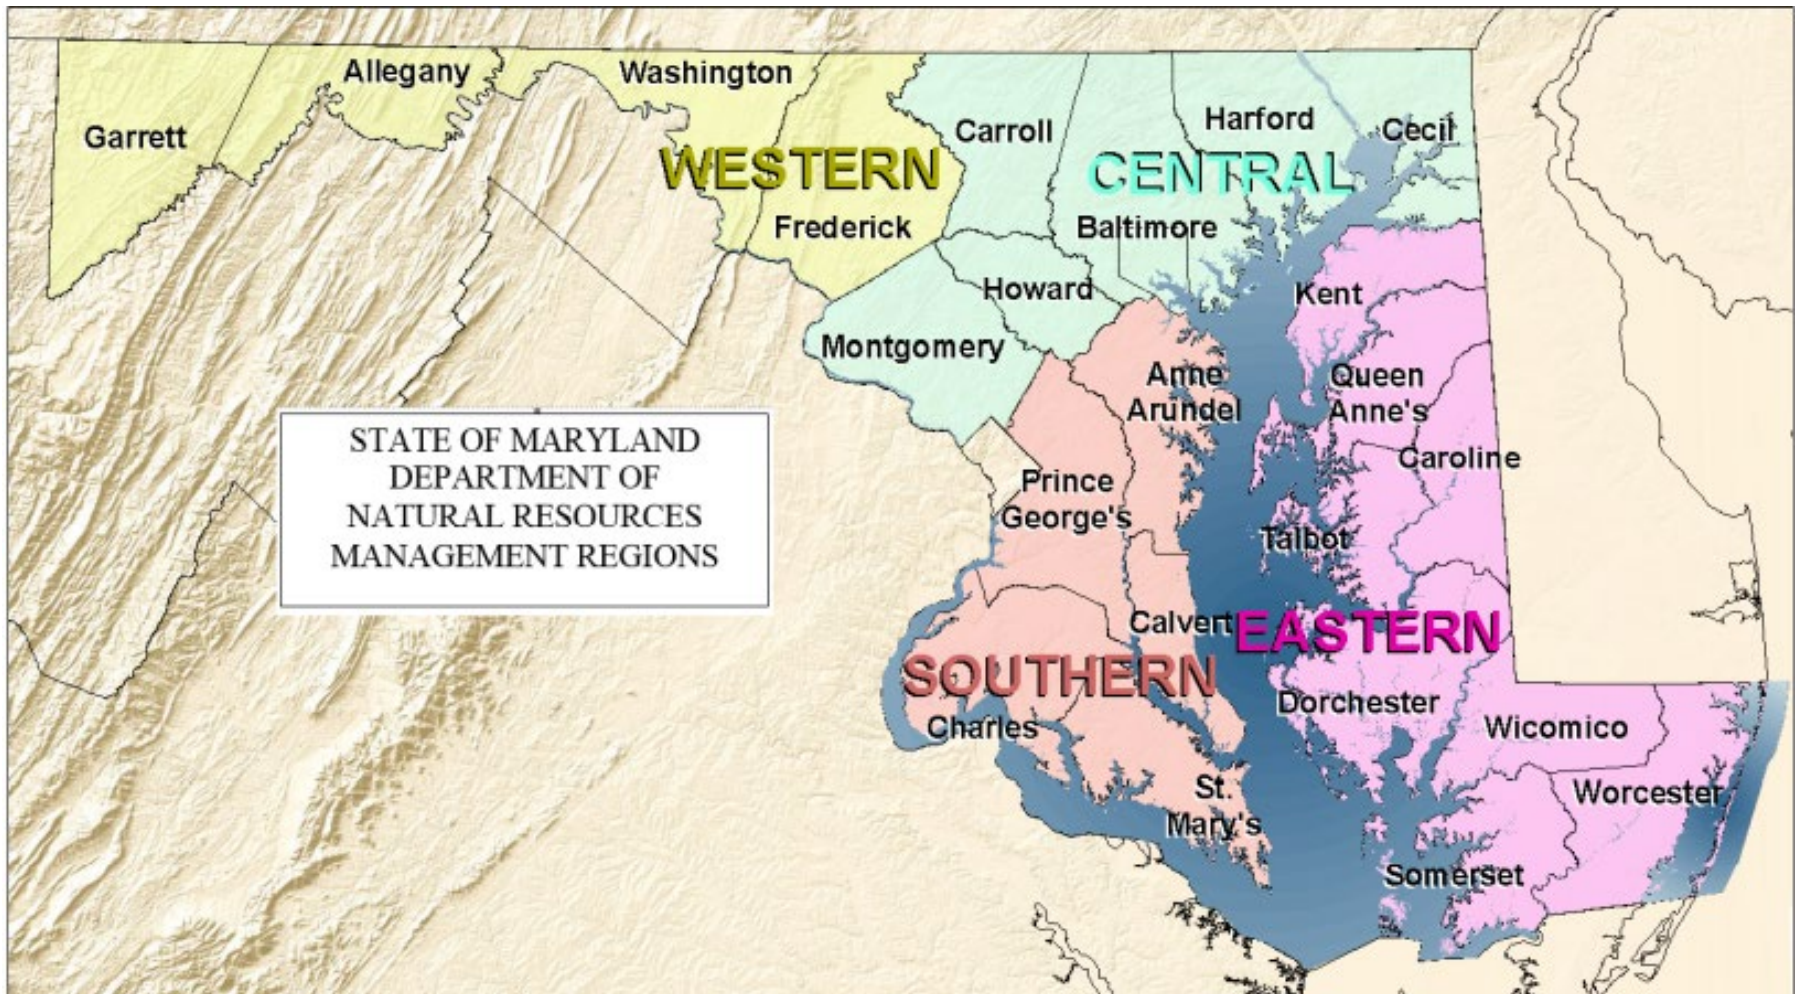 Allegany
Washington
Garrett
Carroll
Harford
Cecil
WESTERN
CENTRAL
Frederick
Baltimore
Howard
Kent
Montgomery
Anne
Arundel
Queen
Anne's
STATE OF MARYLAND
DEPARTMENT OF
NATURAL RESOURCES
MANAGEMENT REGIONS
Caroline
Prince
George's
Talbot
Calvert
EASTERN
SOUTHERN
Charles
Dorchester
Wicomico
St.
Mary's
Worcester
Somerset